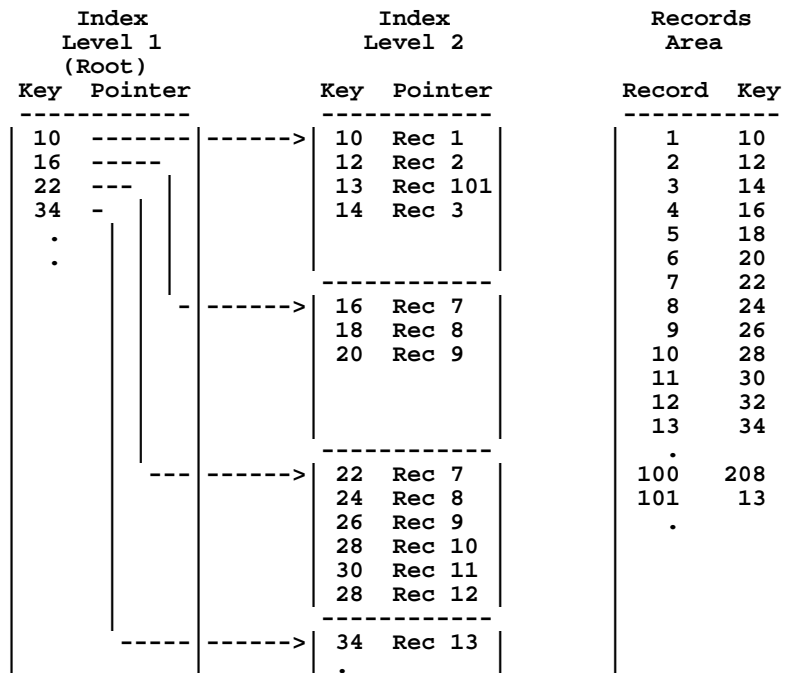 Index Index Records
Level 1 Level 2 Area
(Root)
Key Pointer Key Pointer Record Key
10 10 Rec 1 1 10
16 12 Rec 2 2 12
22 13 Rec 101 3 14
34 14 Rec 3 4 16
. 5 18
. 6 20
7 22
16 Rec 7 8 24
18 Rec 8 9 26
20 Rec 9 10 28
11 30
12 32
13 34
.
22 Rec 7 100 208
24 Rec 8 101 13
26 Rec 9 .
28 Rec 10
30 Rec 11
28 Rec 12
34 Rec 13
.